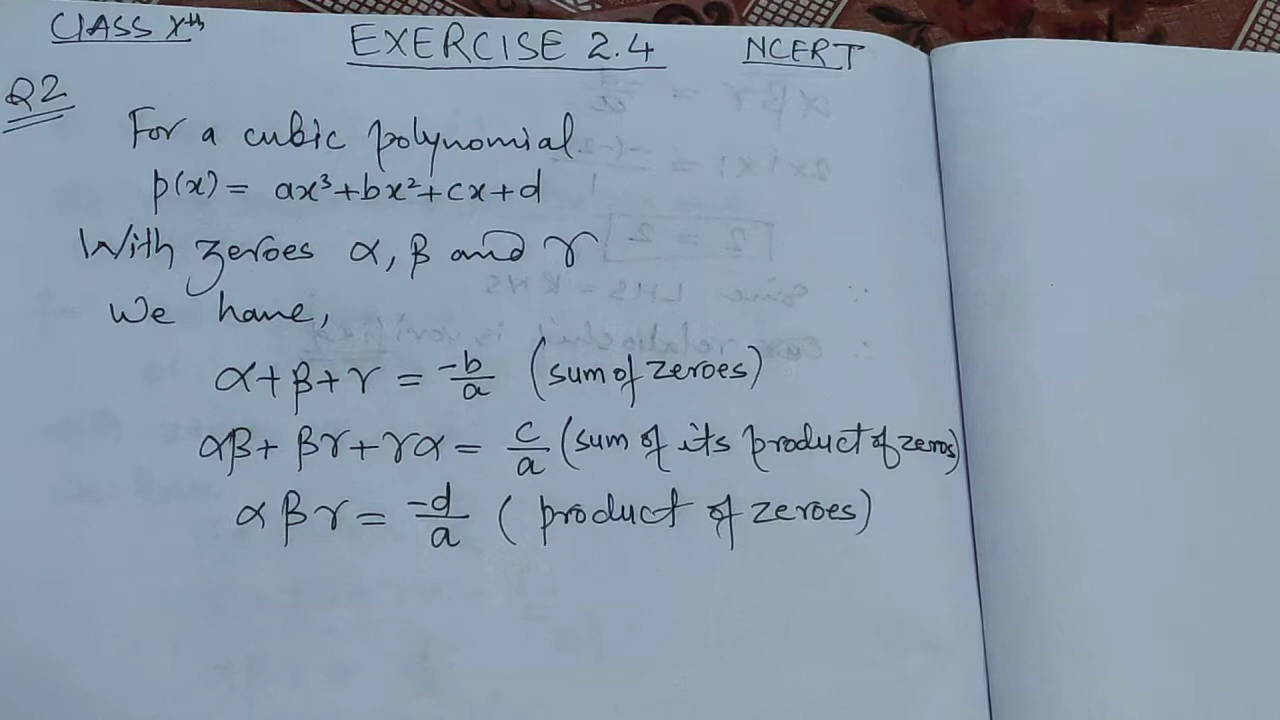 CLASS Xth EXERCISE 2.4 NCERT
Q2
For a cubic polynomial
p(x) = ax³+bx²+cx+d
With zeroes α, β and γ
We have,
α+β+γ = -b/a (sum of zeroes)
αβ+βγ+γα = c/a (sum of its product of zeros)
αβγ = -d/a (product of zeroes)